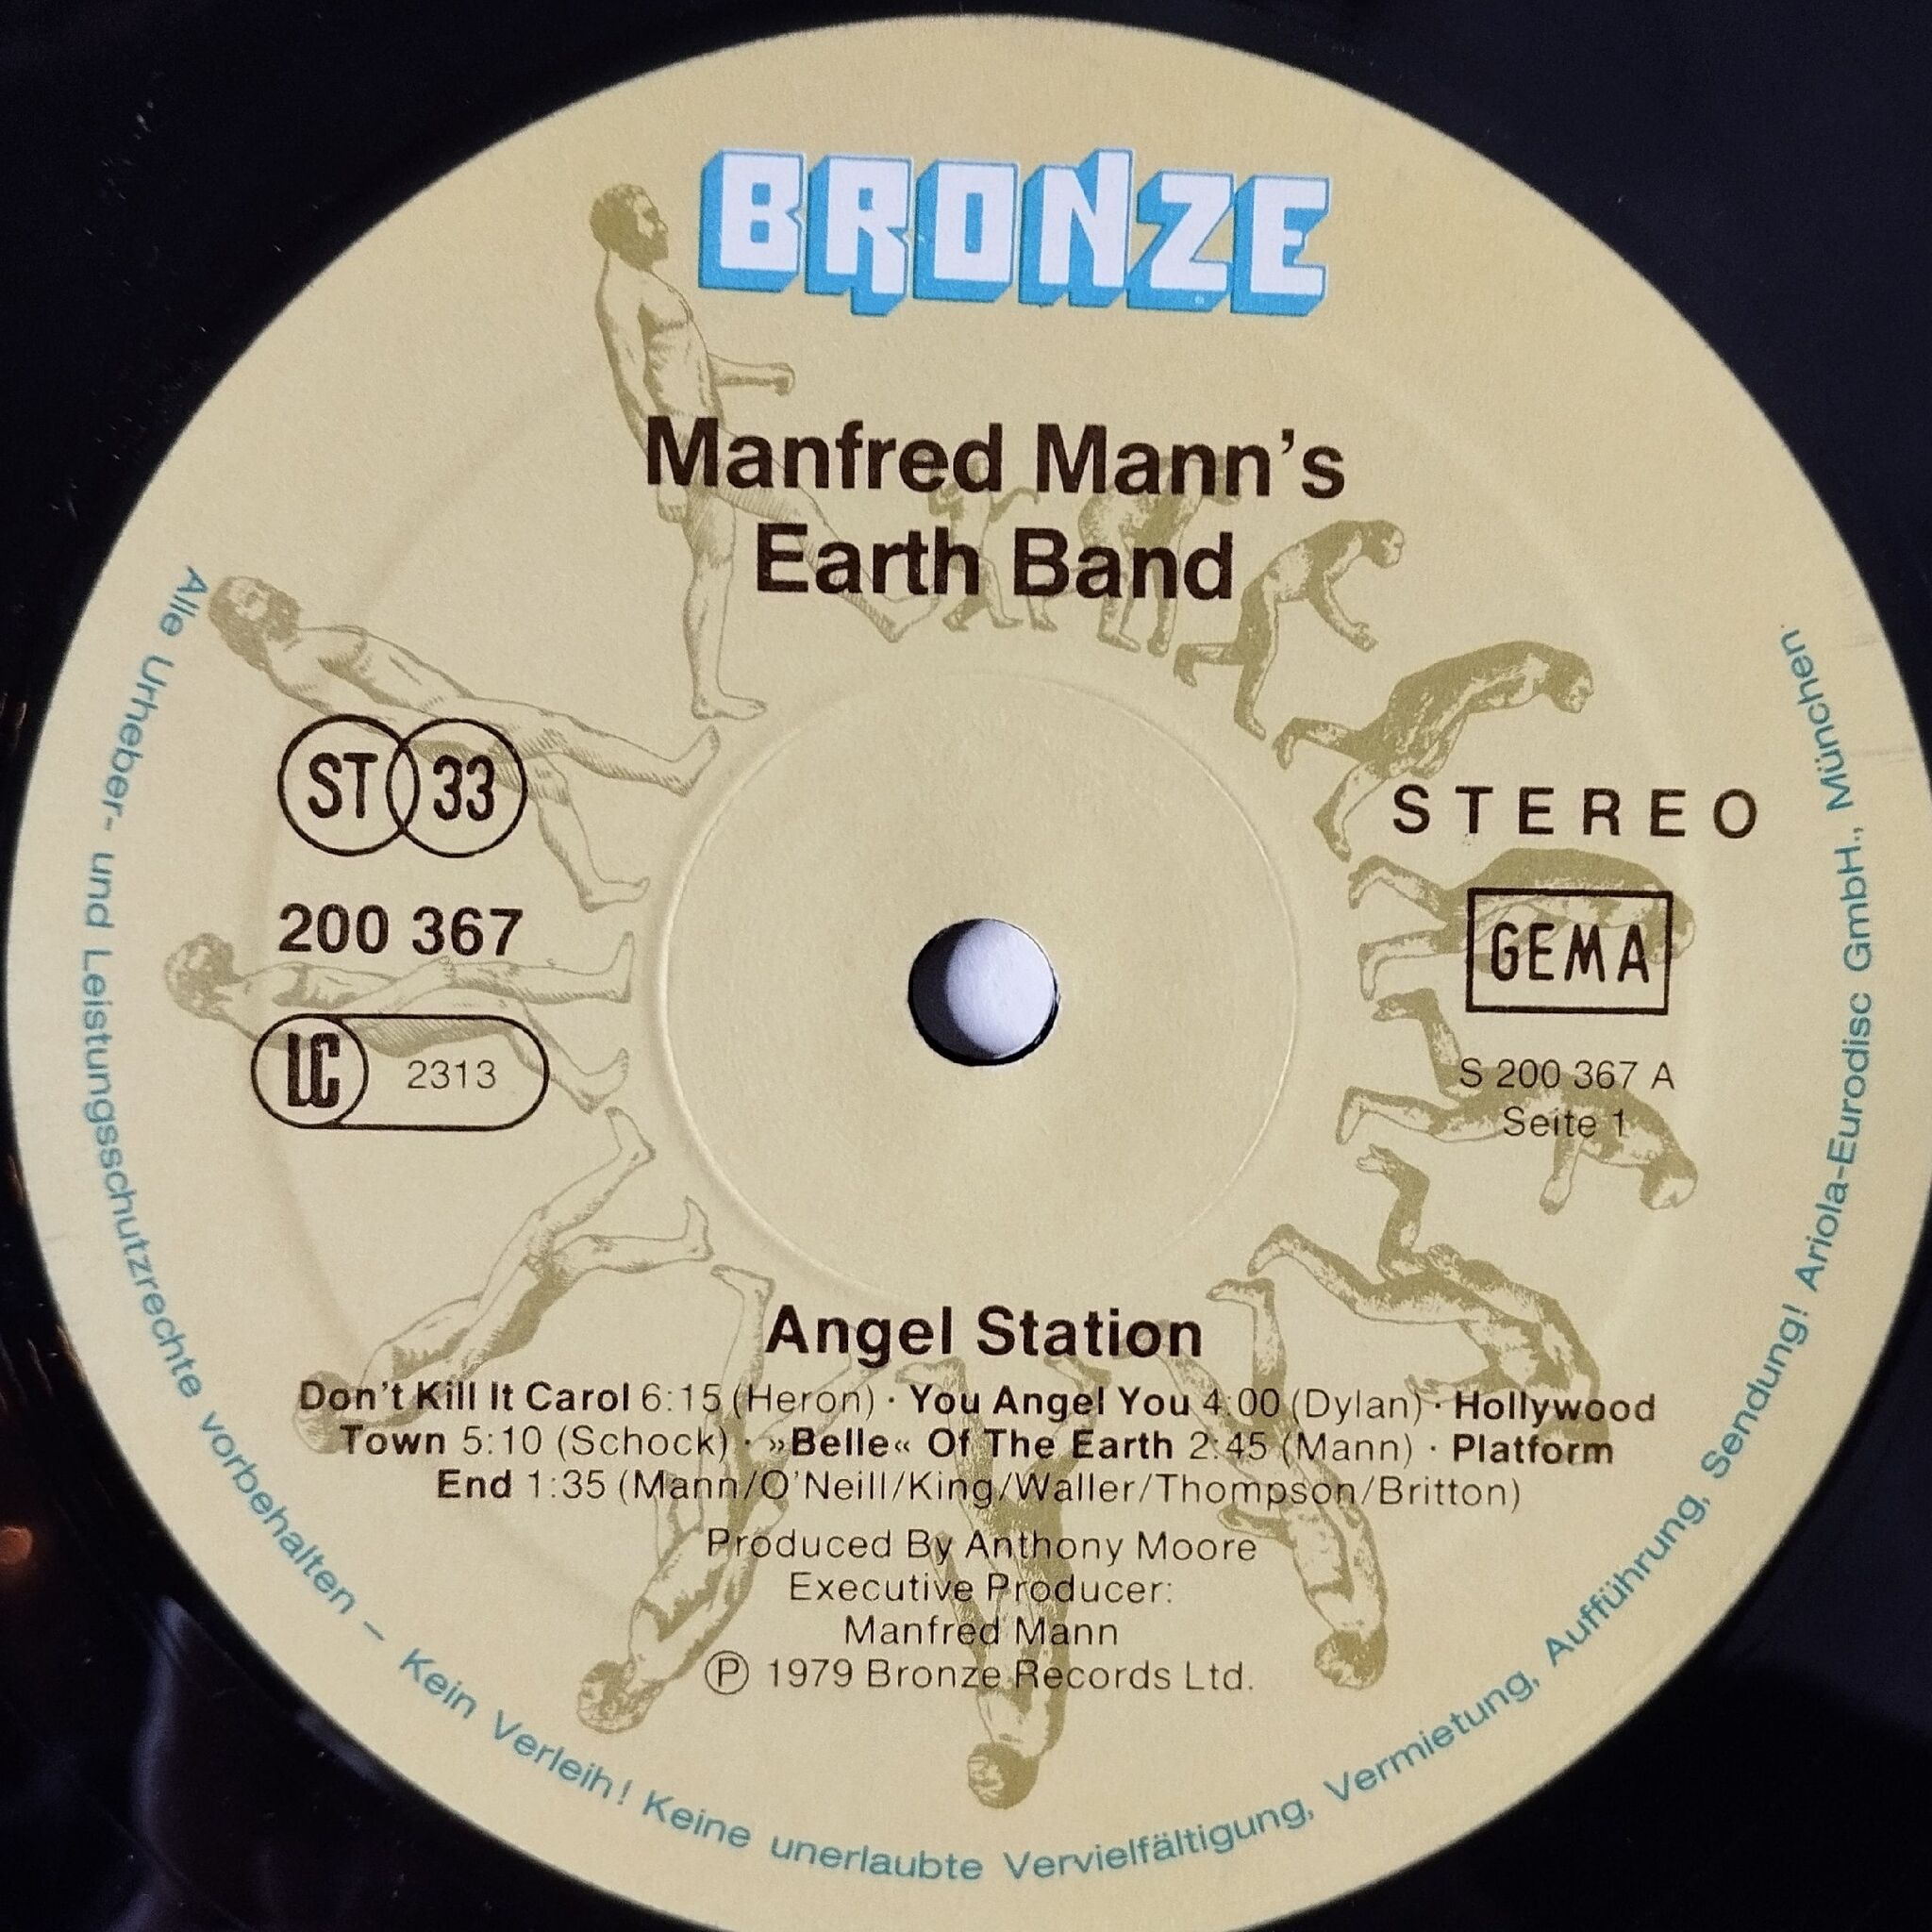 BRONZE
Manfred Mann's
Earth Band
ST 33
STEREO
200 367
GEMA
LC 2313
S 200 367 A
Seite 1
Angel Station
Don't Kill It Carol 6:15 (Heron) · You Angel You 4:00 (Dylan) · Hollywood
Town 5:10 (Schock) · »Belle« Of The Earth 2:45 (Mann) · Platform
End 1:35 (Mann/O'Neill/King/Waller/Thompson/Britton)
Produced By Anthony Moore
Executive Producer:
Manfred Mann
Ⓟ 1979 Bronze Records Ltd.
Alle Urheber- und Leistungsschutzrechte vorbehalten – Kein Verleih! Keine unerlaubte Vervielfältigung, Vermietung, Aufführung, Sendung! Ariola-Eurodisc GmbH., München